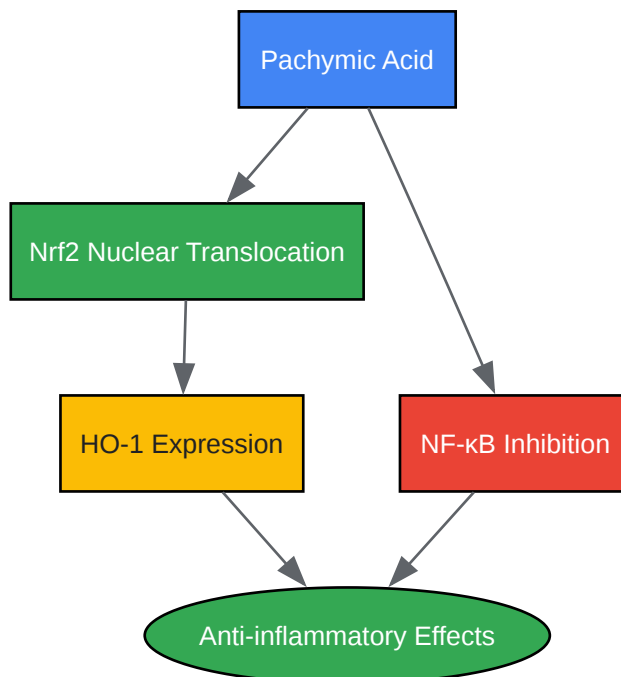 Pachymic Acid
Nrf2 Nuclear Translocation
HO-1 Expression
NF-κB Inhibition
Anti-inflammatory Effects